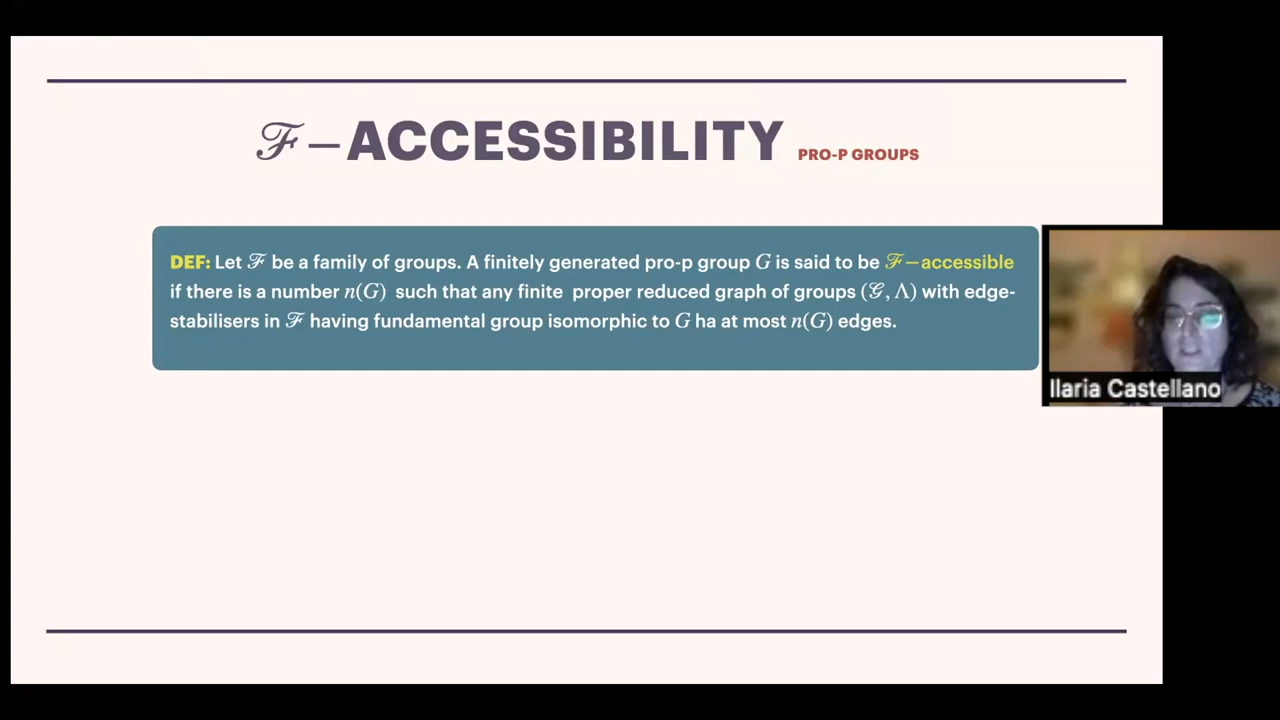 ℱ–ACCESSIBILITY PRO-P GROUPS
DEF: Let ℱ be a family of groups. A finitely generated pro-p group G is said to be ℱ–accessible
if there is a number n(G) such that any finite proper reduced graph of groups (𝒢, Λ) with edge-
stabilisers in ℱ having fundamental group isomorphic to G ha at most n(G) edges.
Ilaria Castellano